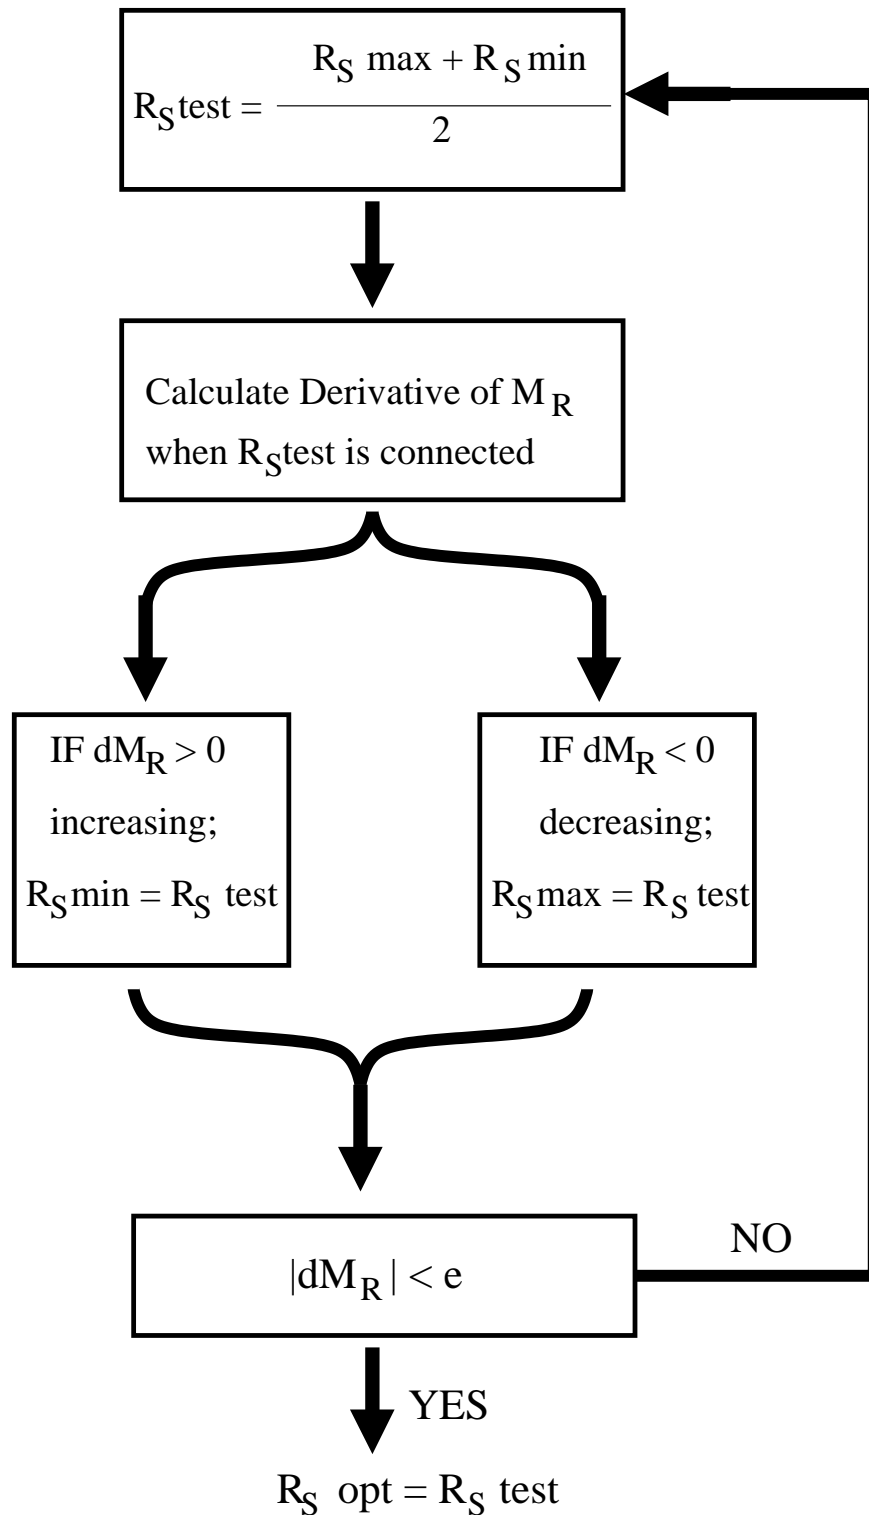 R_S max + R_S min
R_S test =
2
Calculate Derivative of M_R
when R_S test is connected
IF dM_R > 0
increasing;
R_S min = R_S test
IF dM_R < 0
decreasing;
R_S max = R_S test
|dM_R| < e
NO
YES
R_S opt = R_S test